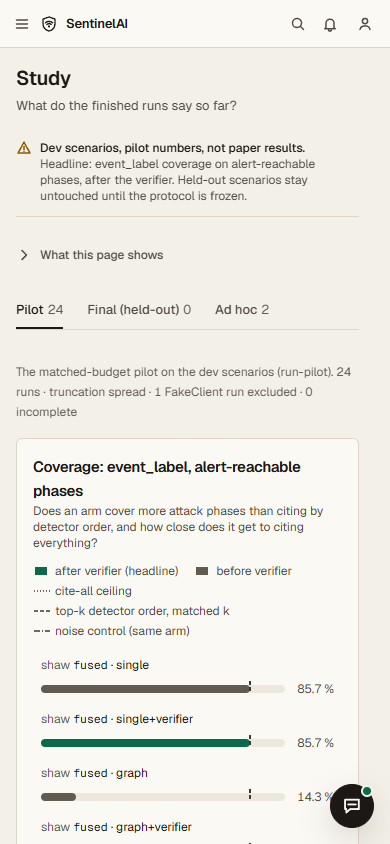 SentinelAI
Study
What do the finished runs say so far?
Dev scenarios, pilot numbers, not paper results.
Headline: event_label coverage on alert-reachable
phases, after the verifier. Held-out scenarios stay
untouched until the protocol is frozen.
What this page shows
Pilot 24 Final (held-out) 0 Ad hoc 2
The matched-budget pilot on the dev scenarios (run-pilot). 24
runs · truncation spread · 1 FakeClient run excluded · 0
incomplete
Coverage: event_label, alert-reachable
phases
Does an arm cover more attack phases than citing by
detector order, and how close does it get to citing
everything?
after verifier (headline) before verifier
cite-all ceiling
top-k detector order, matched k
noise control (same arm)
shaw fused · single
85.7 %
shaw fused · single+verifier
85.7 %
shaw fused · graph
14.3 %
shaw fused · graph+verifier